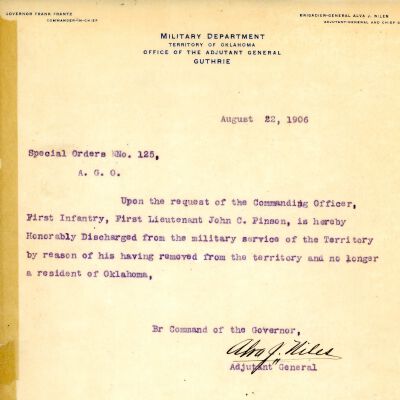 GOVERNOR FRANK FRANTZ
COMMANDER-IN-CHIEF
BRIGADIER-GENERAL ALVA J. NILES
ADJUTANT-GENERAL AND CHIEF
MILITARY DEPARTMENT
TERRITORY OF OKLAHOMA
OFFICE OF THE ADJUTANT GENERAL
GUTHRIE
August 22, 1906
Special Orders No. 125,
A. G. O.
Upon the request of the Commanding Officer,
First Infantry, First Lieutenant John C. Pinson, is hereby
Honorably Discharged from the military service of the Territory
by reason of his having removed from the territory and no longer
a resident of Oklahoma,
Br Command of the Governor,
Alva J. Niles
Adjutant General